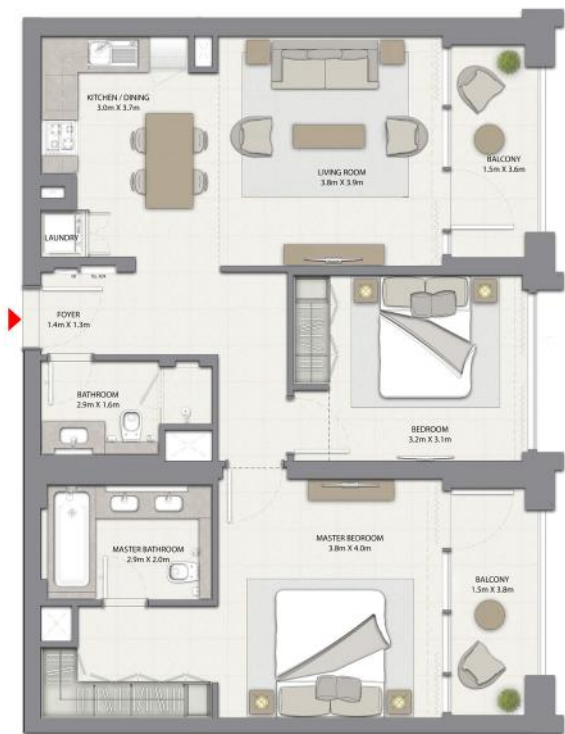 KITCHEN / DINING
3.0m X 3.7m
LIVING ROOM
3.8m X 3.9m
BALCONY
1.5m X 3.6m
LAUNDRY
FOYER
1.4m X 1.3m
BATHROOM
2.9m X 1.6m
BEDROOM
3.2m X 3.1m
MASTER BATHROOM
2.9m X 2.0m
MASTER BEDROOM
3.8m X 4.0m
BALCONY
1.5m X 3.8m